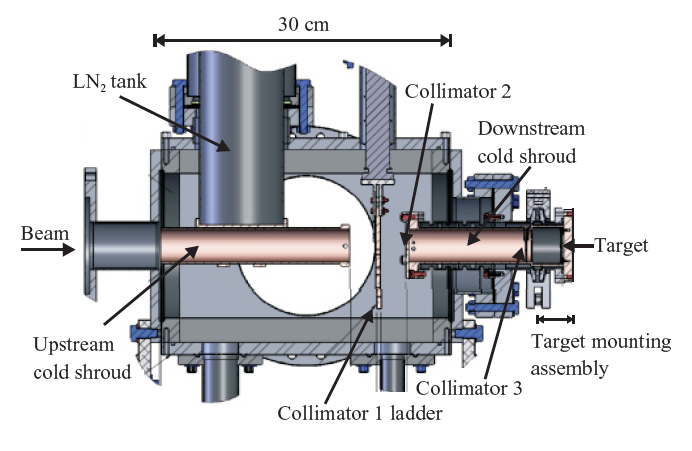 30 cm
LN₂ tank
Collimator 2
Downstream
cold shroud
Beam
Target
Upstream
cold shroud
Target mounting
assembly
Collimator 3
Collimator 1 ladder